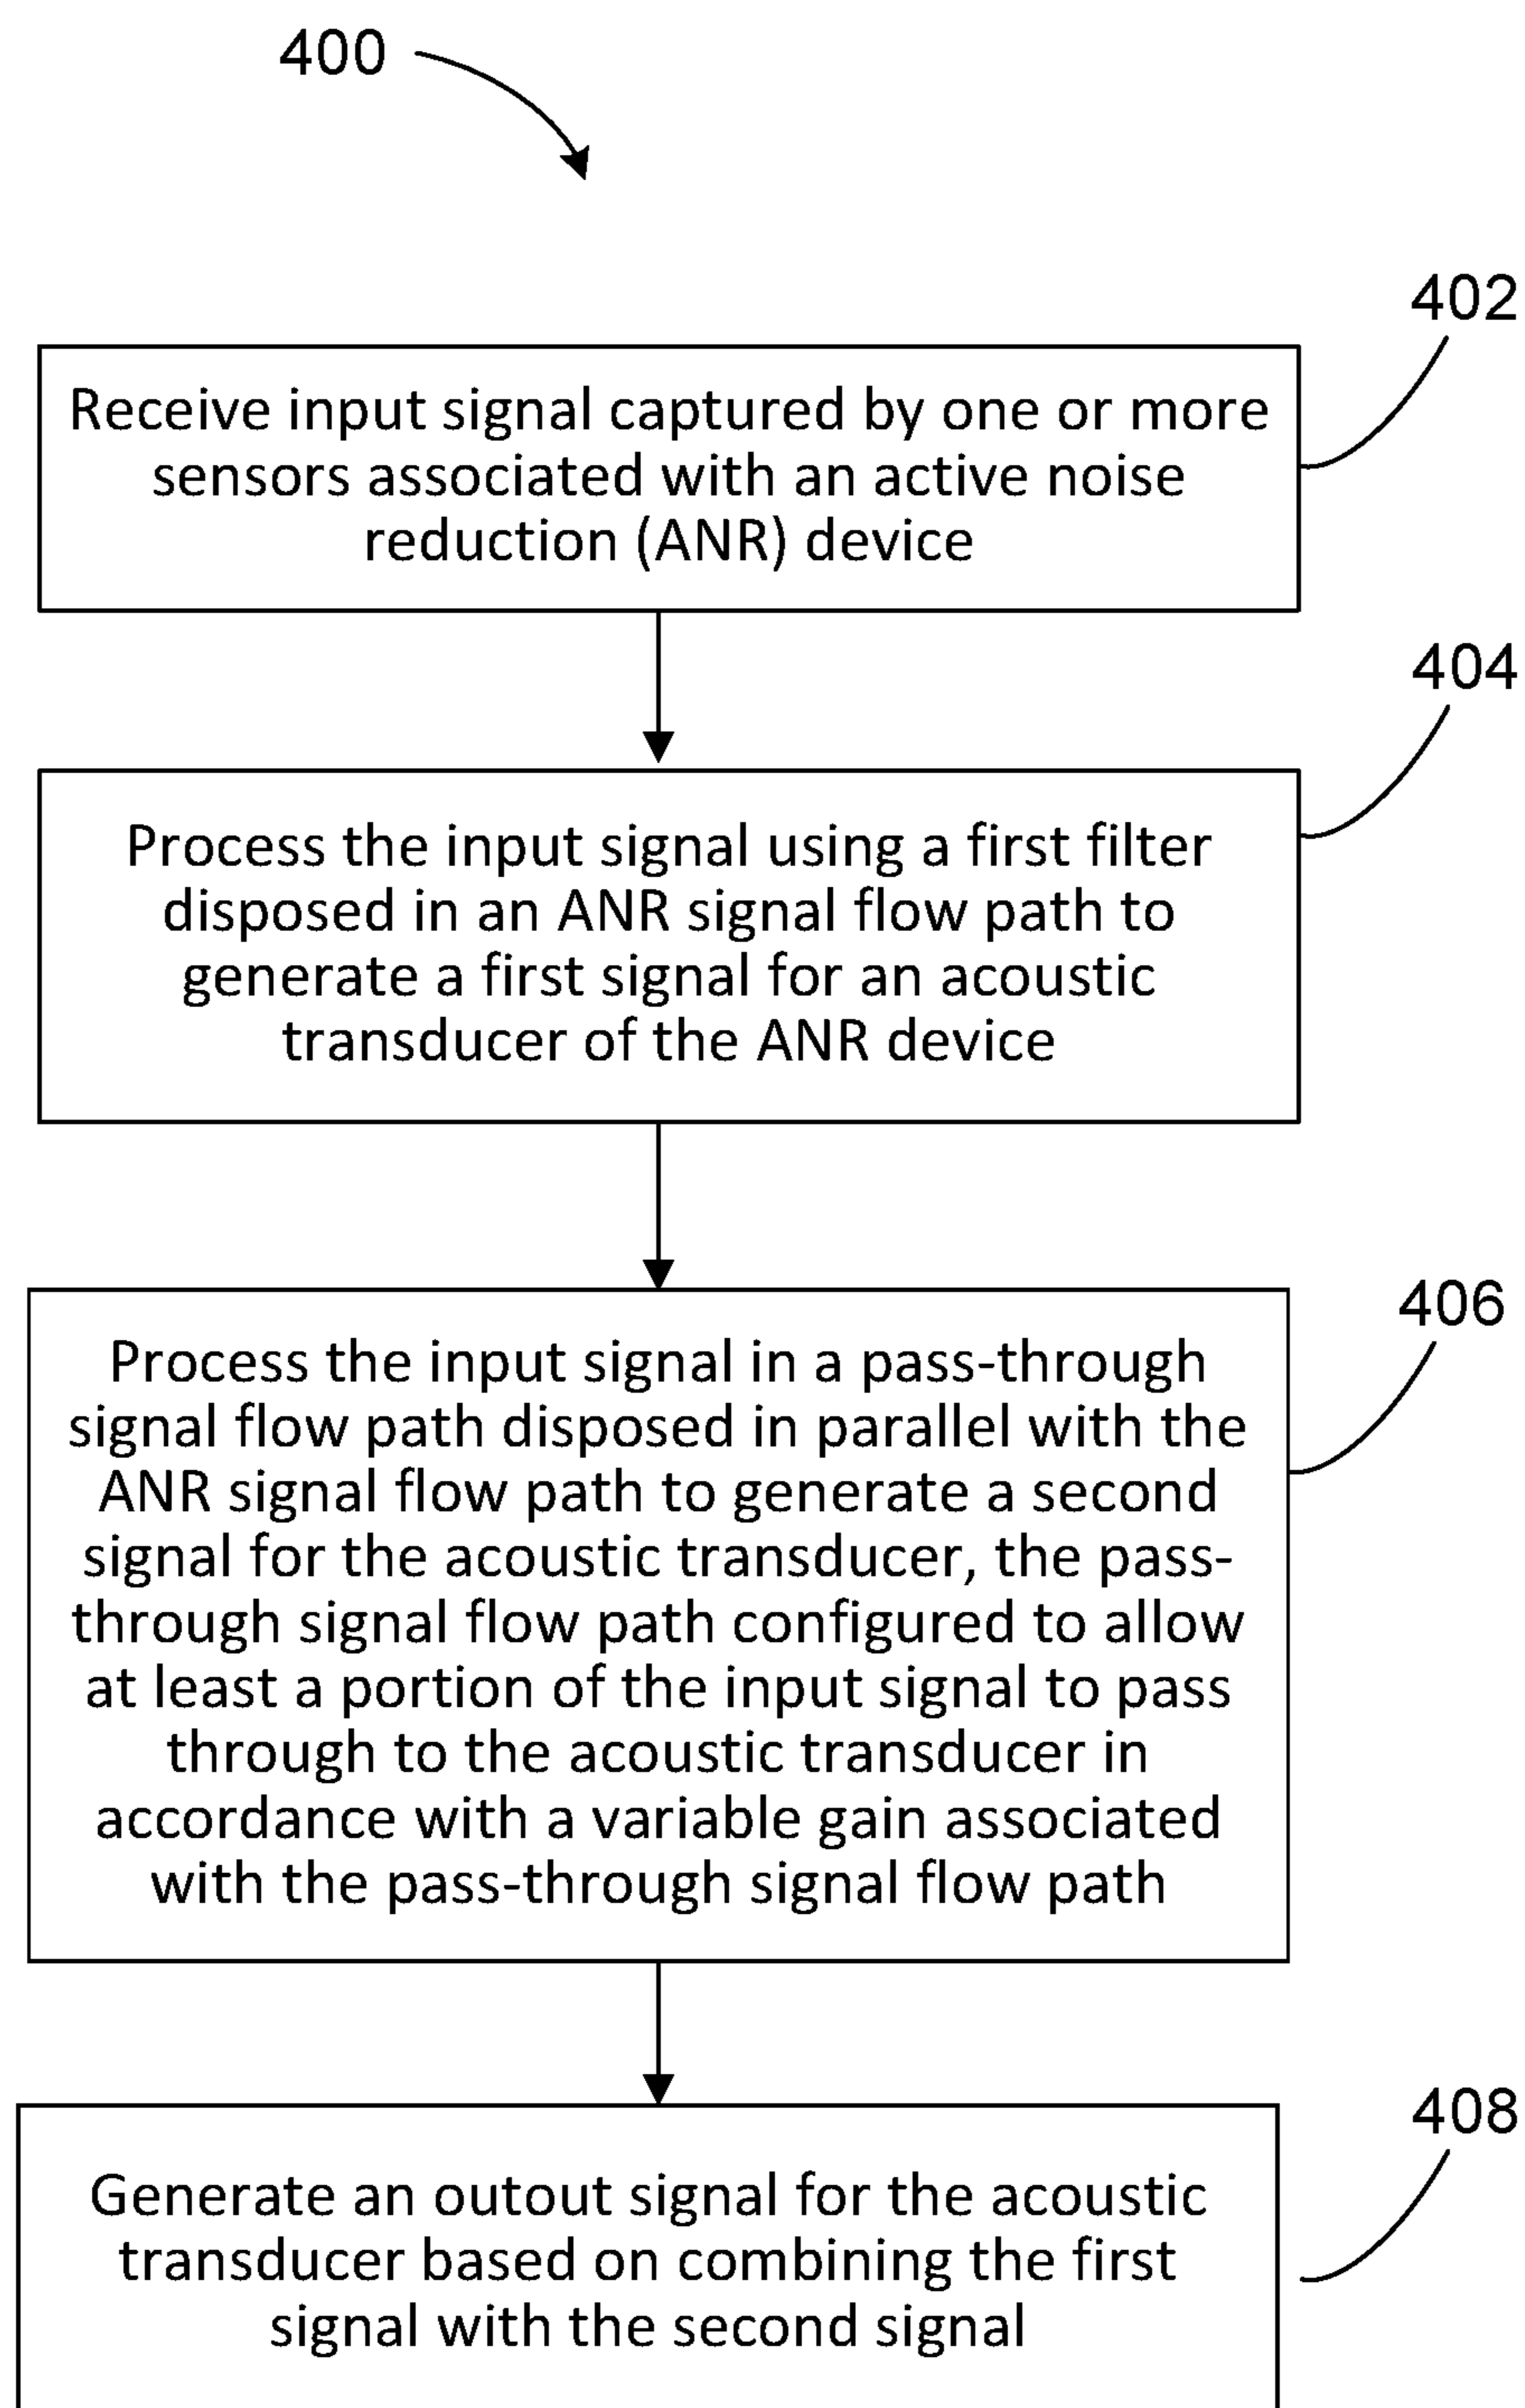 400
402
Receive input signal captured by one or more
sensors associated with an active noise
reduction (ANR) device
404
Process the input signal using a first filter
disposed in an ANR signal flow path to
generate a first signal for an acoustic
transducer of the ANR device
406
Process the input signal in a pass-through
signal flow path disposed in parallel with the
ANR signal flow path to generate a second
signal for the acoustic transducer, the pass-
through signal flow path configured to allow
at least a portion of the input signal to pass
through to the acoustic transducer in
accordance with a variable gain associated
with the pass-through signal flow path
408
Generate an outout signal for the acoustic
transducer based on combining the first
signal with the second signal